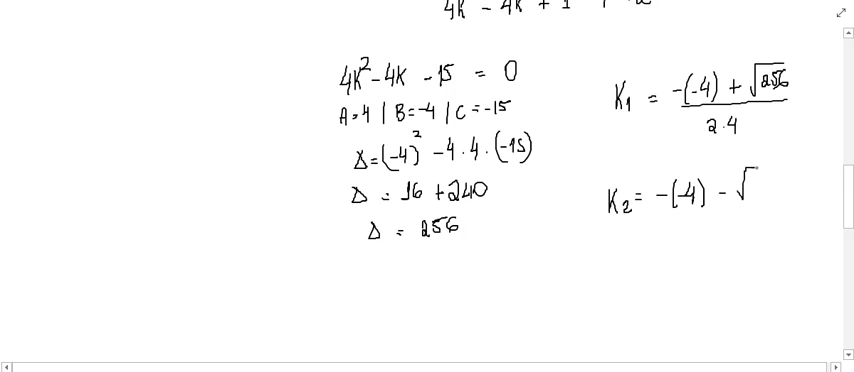 4K² - 4K - 15 = 0
A = 4 | B = -4 | C = -15
Δ = (-4)² - 4 · 4 · (-15)
Δ = 16 + 240
Δ = 256
K₁ = -(-4) + √256
2·4
K₂ = -(-4) - √